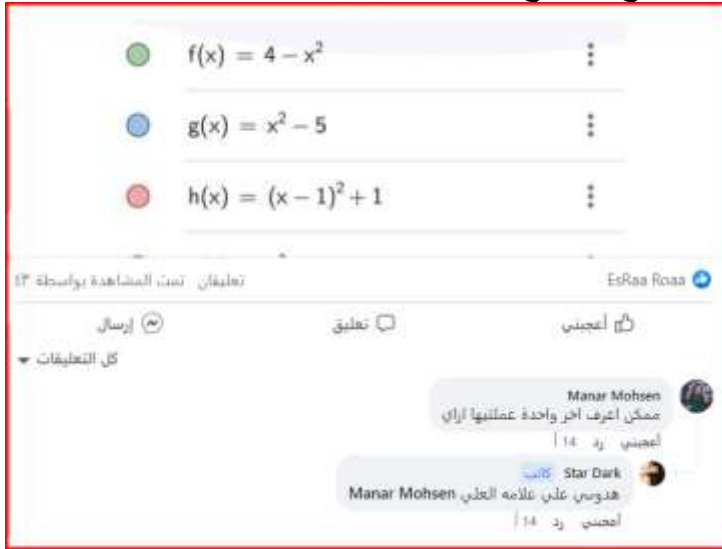 f(x) = 4 − x²
g(x) = x² − 5
h(x) = (x − 1)² + 1
EsRaa Roaa
تعليقان تمت المشاهدة بواسطة ٤٣
أعجبني تعليق إرسال
كل التعليقات
Manar Mohsen
ممكن اعرف اخر واحدة عملتيها ازاي
أعجبني رد 14أ
Star Dark كاتب
هدوسي علي علامه العلي Manar Mohsen
أعجبني رد 14أ